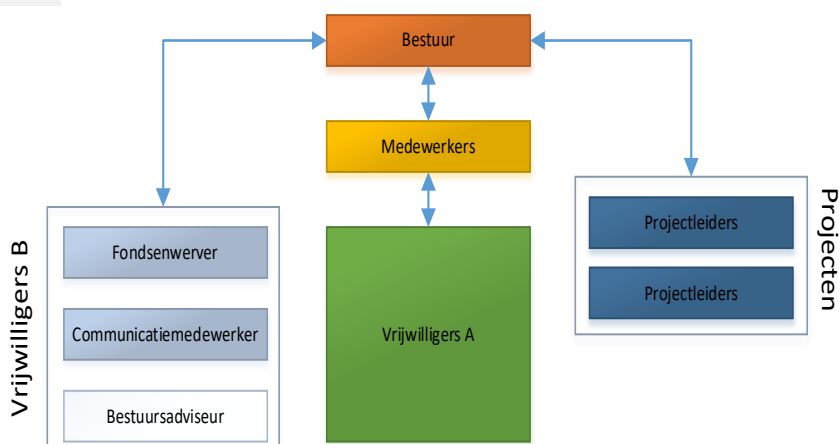 Bestuur
Medewerkers
Vrijwilligers B
Fondsenwerver
Communicatiemedewerker
Bestuursadviseur
Vrijwilligers A
Projectleiders
Projectleiders
Projecten